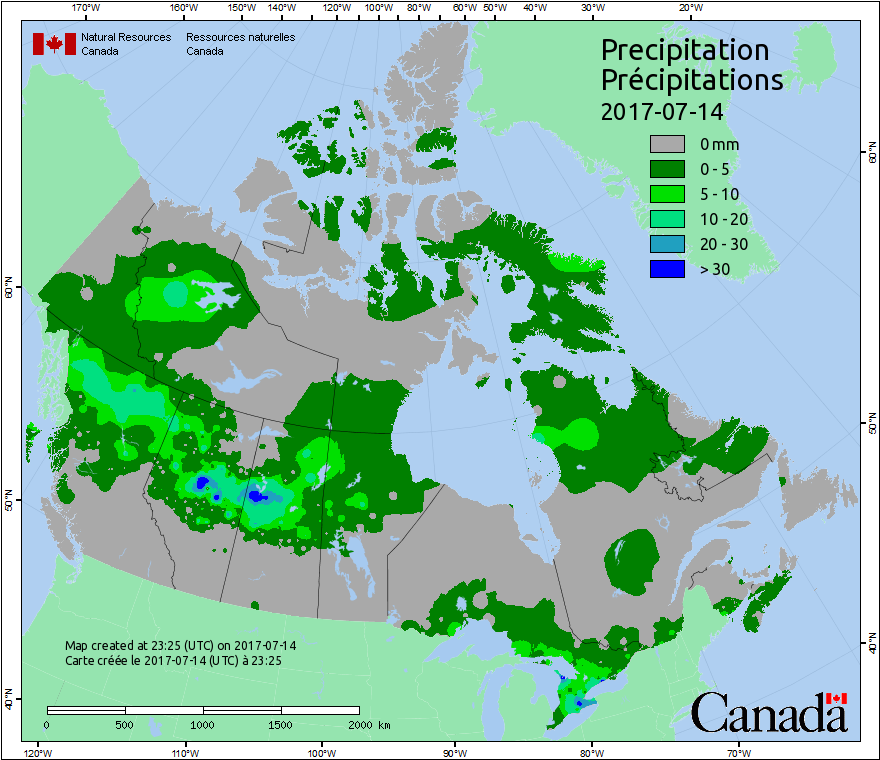 170°W 160°W 150°W 140°W 130°W 120°W 110°W 100°W 90°W 80°W 60°W 50°W 40°W 30°W 20°W
Natural Resources Ressources naturelles
Canada Canada
Precipitation
Précipitations
2017-07-14
0 mm
0 - 5
5 - 10
10 - 20
20 - 30
> 30
60°N
60°N
50°N
50°N
40°N
40°N
Map created at 23:25 (UTC) on 2017-07-14
Carte créée le 2017-07-14 (UTC) à 23:25
0 500 1000 1500 2000 km
Canada
120°W 110°W 100°W 90°W 80°W 70°W